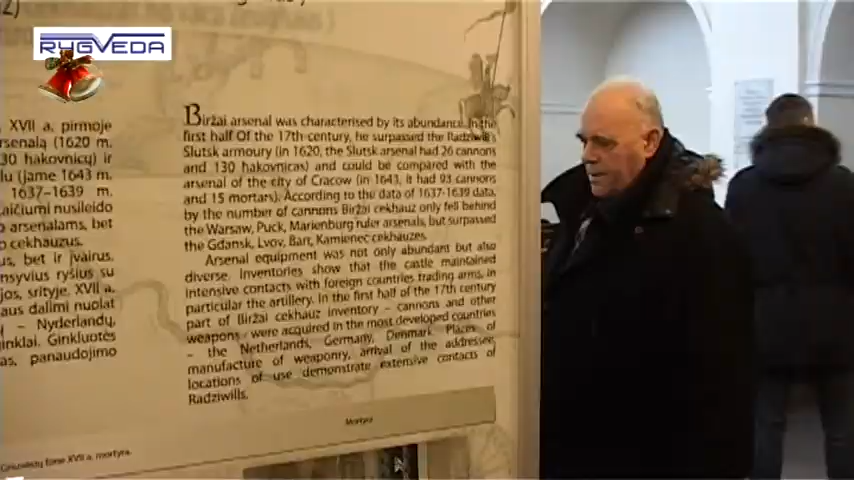 RYGVEDA
XVII a. pirmoje
(1620 m.
30 hakovnicų) ir
lu (jame 1643 m.
1637–1639 m.
aičiumi nusileido
o arsenalams, bet
o cekhauzus.
us, bet ir įvairus.
nsyvius ryšius su
jos, srityje. XVII a.
aus dalimi nuolat
– Nyderlandų,
inklai. Ginkluotės
as, panaudojimo
XVII a. mortyra.
Biržai arsenal was characterised by its abundance. In the
first half Of the 17th century, he surpassed the Radziwill's
Slutsk armoury (in 1620, the Slutsk arsenal had 26 cannons
and 130 hakovnicas) and could be compared with the
arsenal of the city of Cracow (in 1643, it had 93 cannons
and 15 mortars). According to the data of 1637-1639 data,
by the number of cannons Biržai cekhauz only fell behind
the Warsaw, Puck, Marienburg ruler arsenals, but surpassed
the Gdansk, Lvov, Barr, Kamienec cekhauzes.
Arsenal equipment was not only abundant but also
diverse. Inventories show that the castle maintained
intensive contacts with foreign countries trading arms, in
particular the artillery. In the first half of the 17th century
part of Biržai cekhauz inventory – cannons and other
weapons - were acquired in the most developed countries
– the Netherlands, Germany, Denmark. Places of
manufacture of weaponry, arrival of the addressee,
locations of use demonstrate extensive contacts of
Radziwills.